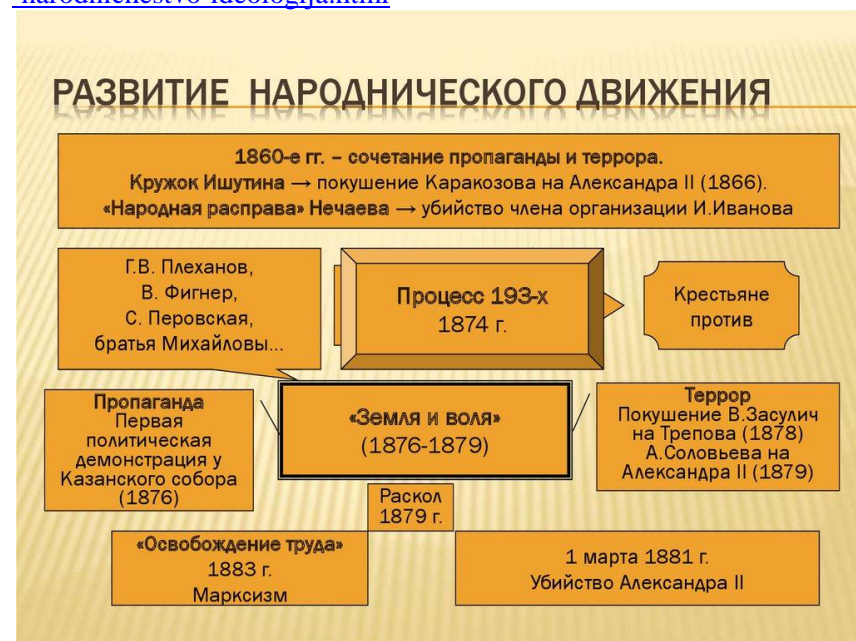 -narodnichestvo-ideologija.html
РАЗВИТИЕ НАРОДНИЧЕСКОГО ДВИЖЕНИЯ
1860-е гг. – сочетание пропаганды и террора.
Кружок Ишутина → покушение Каракозова на Александра II (1866).
«Народная расправа» Нечаева → убийство члена организации И.Иванова
Г.В. Плеханов,
В. Фигнер,
С. Перовская,
братья Михайловы...
Процесс 193-х
1874 г.
Крестьяне
против
Пропаганда
Первая
политическая
демонстрация у
Казанского собора
(1876)
«Земля и воля»
(1876-1879)
Террор
Покушение В.Засулич
на Трепова (1878)
А.Соловьева на
Александра II (1879)
Раскол
1879 г.
«Освобождение труда»
1883 г.
Марксизм
1 марта 1881 г.
Убийство Александра II